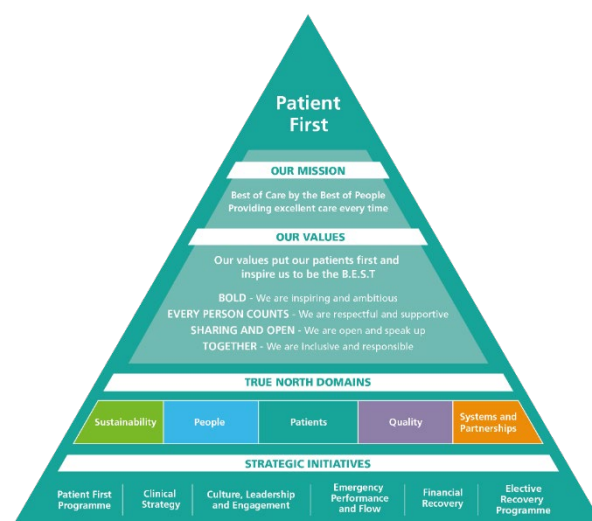 Patient
First
OUR MISSION
Best of Care by the Best of People
Providing excellent care every time
OUR VALUES
Our values put our patients first and
inspire us to be the B.E.S.T
BOLD - We are inspiring and ambitious
EVERY PERSON COUNTS - We are respectful and supportive
SHARING AND OPEN - We are open and speak up
TOGETHER - We are inclusive and responsible
TRUE NORTH DOMAINS
Sustainability
People
Patients
Quality
Systems and
Partnerships
STRATEGIC INITIATIVES
Patient First
Programme
Clinical
Strategy
Culture, Leadership
and Engagement
Emergency
Performance
and Flow
Financial
Recovery
Elective
Recovery
Programme